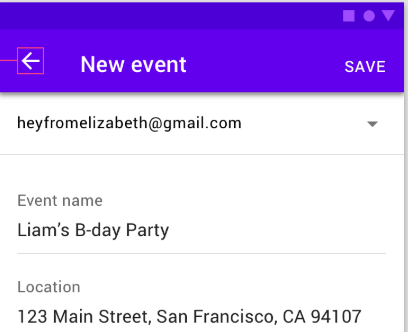 New event
SAVE
heyfromelizabeth@gmail.com
Event name
Liam's B-day Party
Location
123 Main Street, San Francisco, CA 94107